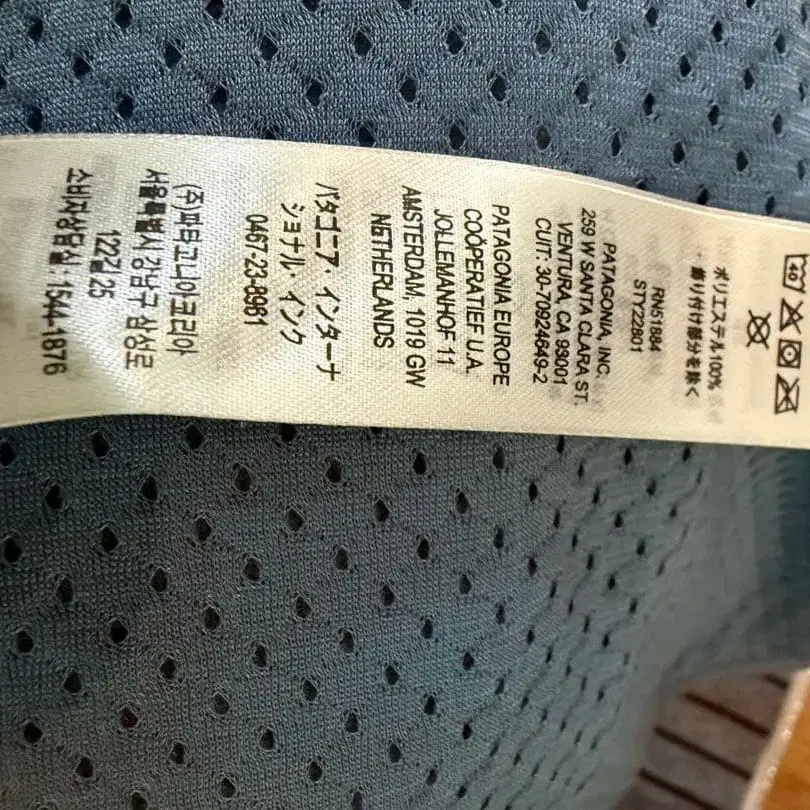 40
ポリエステル100%
・飾り付け部分を除く
RN51884
STY22801
PATAGONIA, INC.
259 W SANTA CLARA ST.
VENTURA, CA 93001
CUIT: 30-70924649-2
PATAGONIA EUROPE
COÖPERATIEF U.A.
JOLLEMANHOF 11
AMSTERDAM, 1019 GW
NETHERLANDS
パタゴニア・インターナ
ショナル・インク
0467-23-8961
(주)파타고니아코리아
서울특별시 강남구 삼성로
122길 25
소비자상담실: 1544-1876